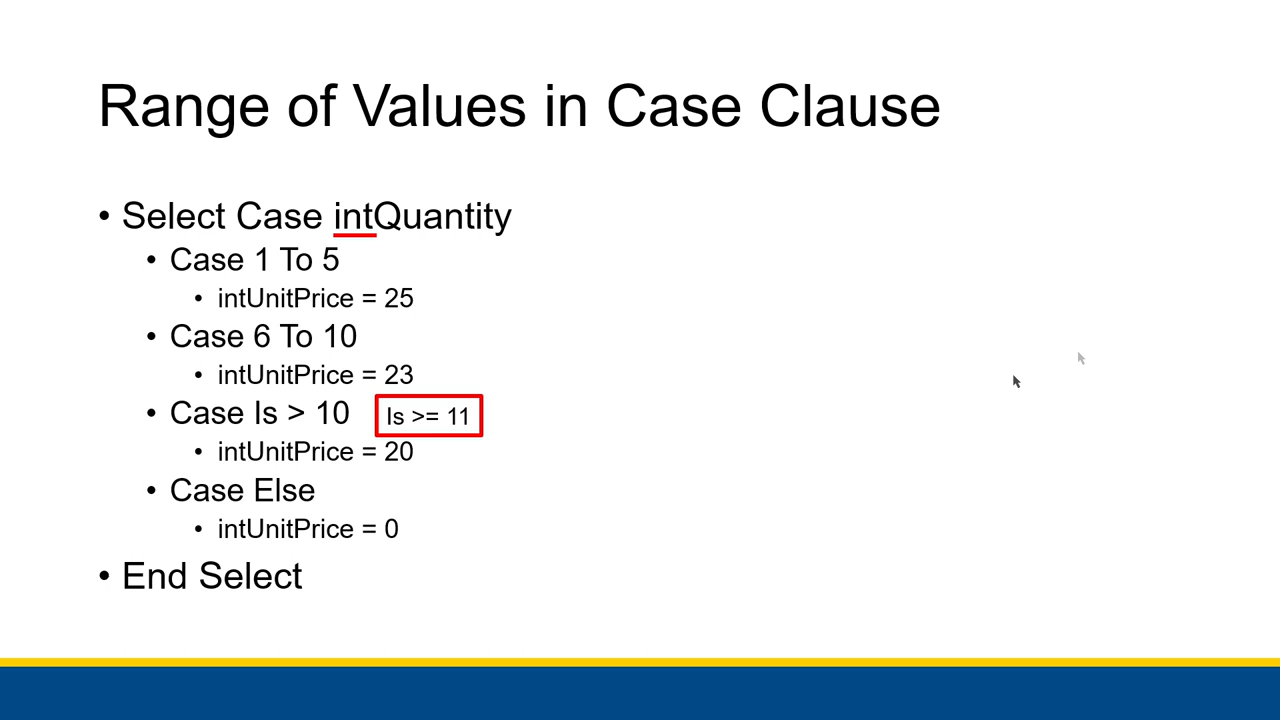 Range of Values in Case Clause
• Select Case intQuantity
• Case 1 To 5
• intUnitPrice = 25
• Case 6 To 10
• intUnitPrice = 23
• Case Is > 10 Is >= 11
• intUnitPrice = 20
• Case Else
• intUnitPrice = 0
• End Select